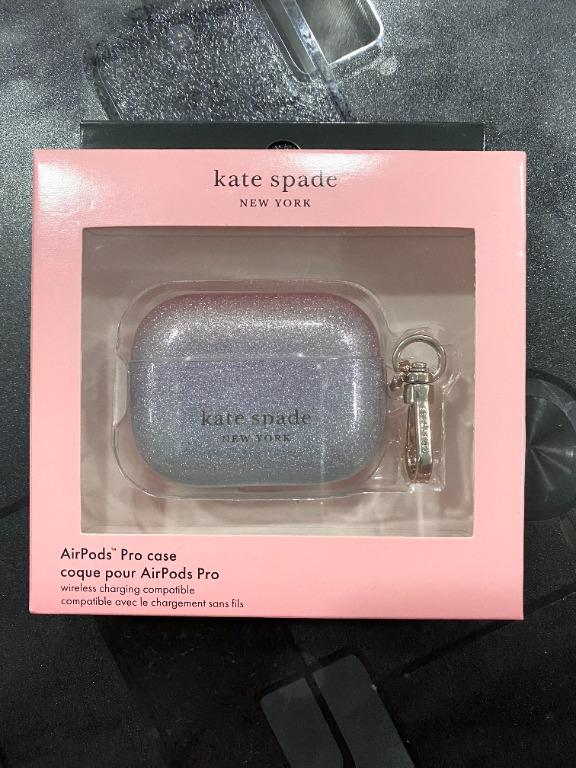 kate spade
NEW YORK
kate spade
NEW YORK
AirPods™ Pro case
coque pour AirPods Pro
wireless charging compatible
compatible avec le chargement sans fils